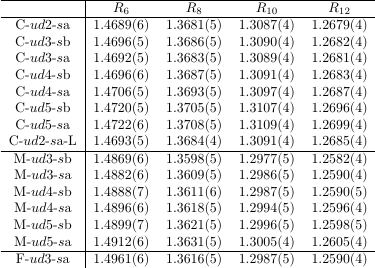 R6 R8 R10 R12
C-ud2-sa 1.4689(6) 1.3681(5) 1.3087(4) 1.2679(4)
C-ud3-sb 1.4696(5) 1.3686(5) 1.3090(4) 1.2682(4)
C-ud3-sa 1.4692(5) 1.3683(5) 1.3089(4) 1.2681(4)
C-ud4-sb 1.4696(6) 1.3687(5) 1.3091(4) 1.2683(4)
C-ud4-sa 1.4706(5) 1.3693(5) 1.3097(4) 1.2687(4)
C-ud5-sb 1.4720(5) 1.3705(5) 1.3107(4) 1.2696(4)
C-ud5-sa 1.4722(6) 1.3708(5) 1.3109(4) 1.2699(4)
C-ud2-sa-L 1.4693(5) 1.3684(4) 1.3091(4) 1.2685(4)
M-ud3-sb 1.4869(6) 1.3598(5) 1.2977(5) 1.2582(4)
M-ud3-sa 1.4882(6) 1.3609(5) 1.2986(5) 1.2590(4)
M-ud4-sb 1.4888(7) 1.3611(6) 1.2987(5) 1.2590(5)
M-ud4-sa 1.4896(6) 1.3618(5) 1.2994(5) 1.2596(4)
M-ud5-sb 1.4899(7) 1.3621(5) 1.2996(5) 1.2598(5)
M-ud5-sa 1.4912(6) 1.3631(5) 1.3005(4) 1.2605(4)
F-ud3-sa 1.4961(6) 1.3616(5) 1.2987(5) 1.2590(4)